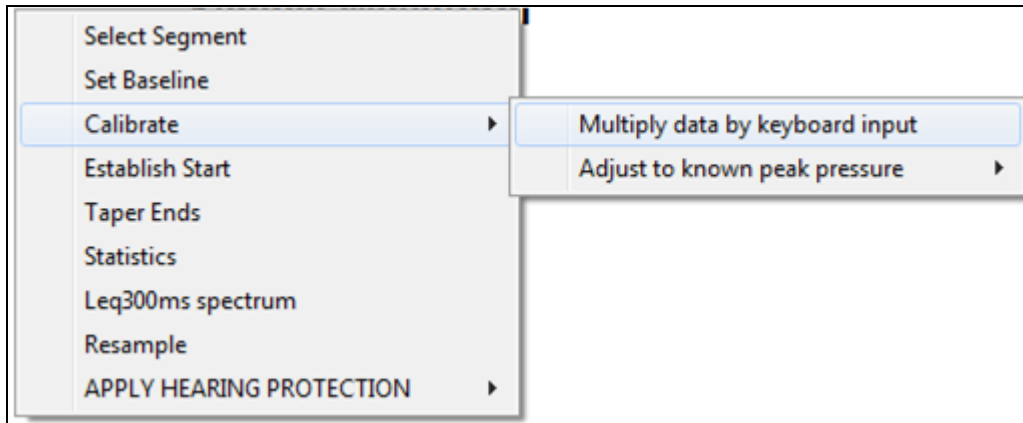 Select Segment
Set Baseline
Calibrate
Multiply data by keyboard input
Establish Start
Adjust to known peak pressure
Taper Ends
Statistics
Leq300ms spectrum
Resample
APPLY HEARING PROTECTION